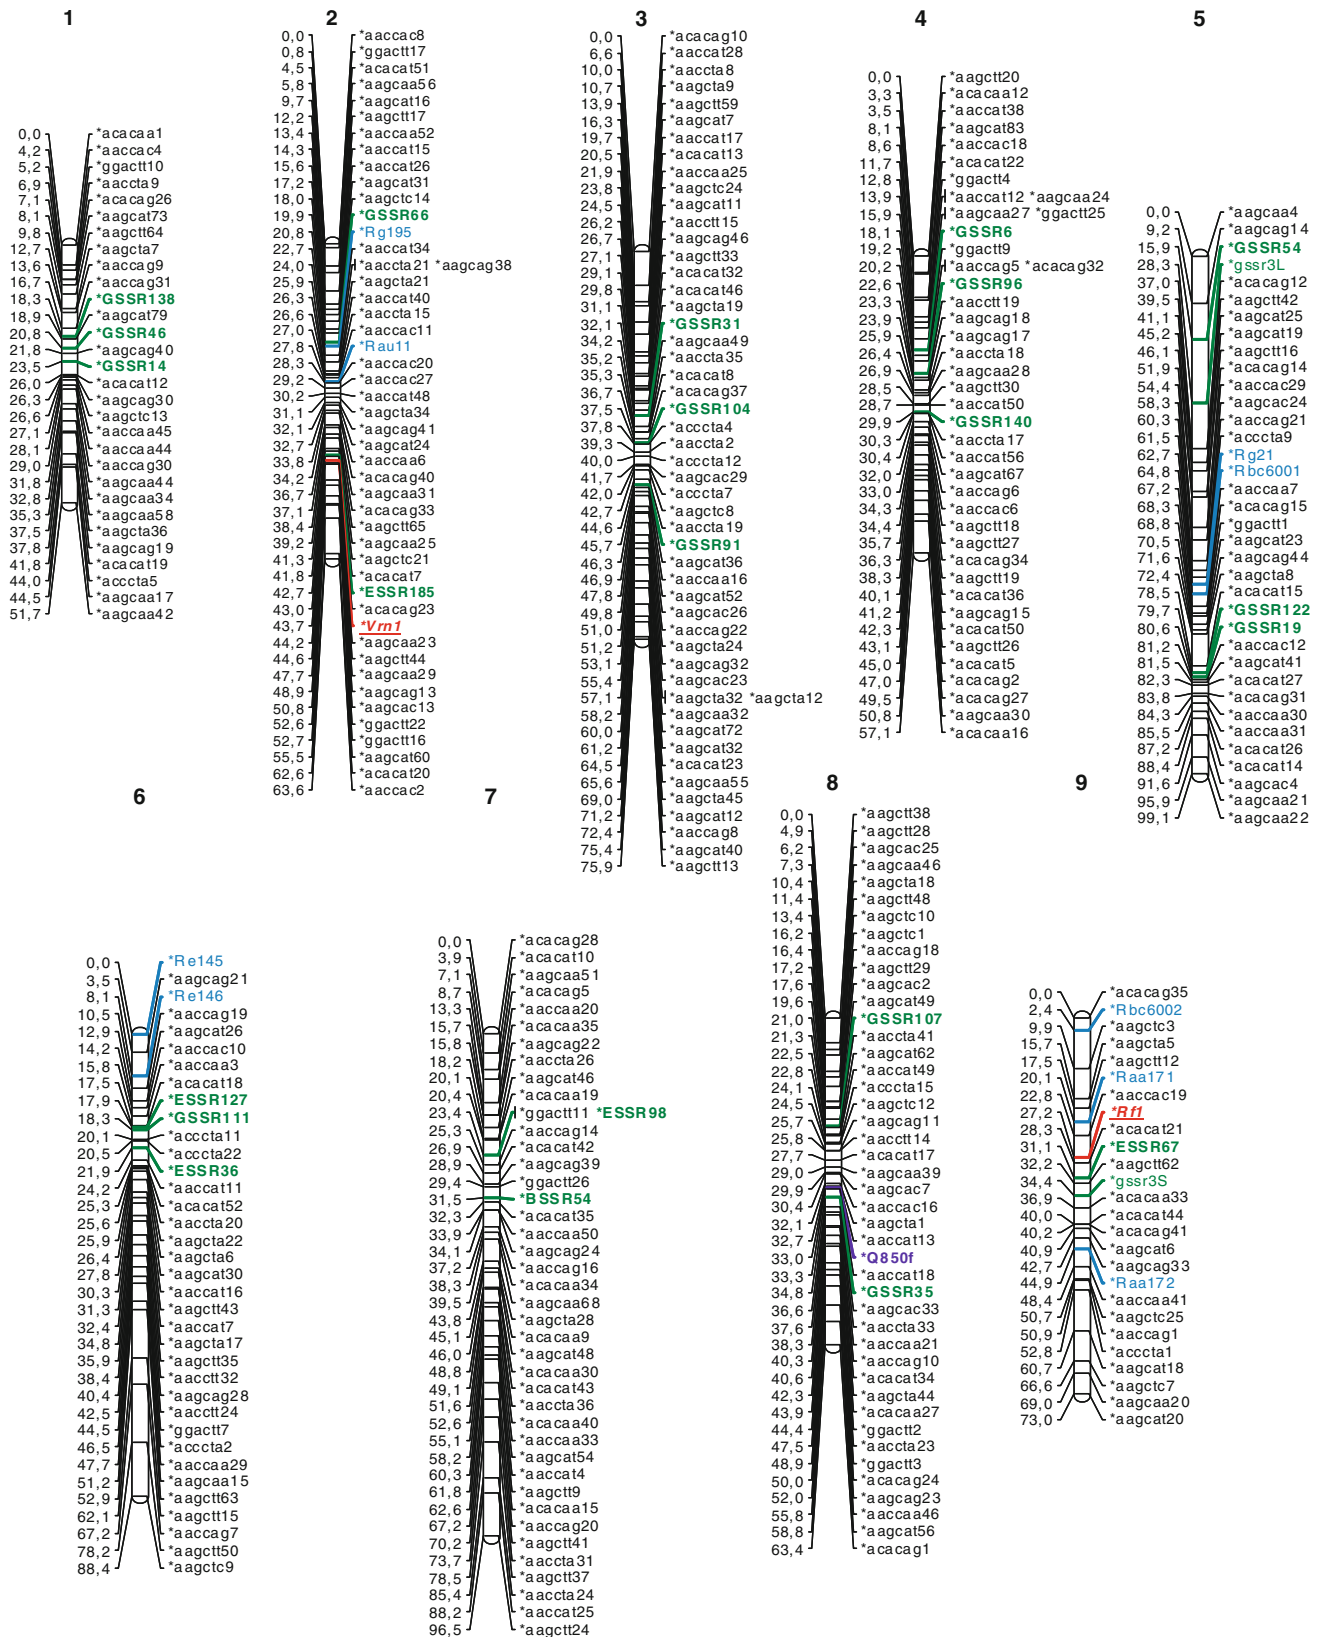 1
0,0 *acacaa1
4,2 *aaccac4
5,2 *ggactt10
6,9 *aaccta9
7,1 *acacag26
8,1 *aagcat73
9,8 *aagctt64
12,7 *aagcta7
13,6 *aaccag9
16,7 *aagcag31
18,3 *GSSR138
18,9 *aagcat79
20,8 *GSSR46
21,8 *aagcag40
23,5 *GSSR14
26,0 *acacat12
26,3 *aagcag30
26,6 *aagctc13
27,1 *aaccaa45
28,1 *aaccaa44
29,0 *aaccag30
31,8 *aagcaa44
32,8 *aagcaa34
35,3 *aagcaa58
37,5 *aagcta36
37,8 *aagcag19
41,8 *acacat19
44,0 *acccta5
44,5 *aagcaa17
51,7 *aagcaa42
2
0,0 *aaccac8
0,8 *ggactt17
4,5 *acacat51
5,8 *aagcaa56
9,7 *aagcat16
12,2 *aagctt17
13,4 *aaccaa52
14,3 *aaccat15
15,6 *aaccat26
17,2 *aagcat31
18,0 *aagctc14
19,9 *GSSR66
20,8 *Rg195
22,7 *aaccat34
24,0 *aaccta21 *aagcag38
25,9 *aagcta21
26,3 *aaccat40
26,6 *aaccta15
27,0 *aaccac11
27,8 *Rau11
28,3 *aaccac20
29,2 *aaccac27
30,2 *aaccat48
31,1 *aagcta34
31,6 *aagcag41
32,7 *aagcat24
33,8 *aaccaa6
34,2 *acacag40
36,7 *aagcaa31
37,1 *acacag33
38,4 *aagctt65
39,2 *aagcaa25
41,3 *aagctc21
41,8 *acacat7
42,7 *ESSR185
43,0 *acacag23
43,7 *Vrn1
44,2 *aagcaa23
44,6 *aagctt44
47,7 *aagcaa29
48,9 *aagcag13
50,8 *aagcac13
52,6 *ggactt22
52,7 *ggactt16
55,5 *aagcat60
62,6 *acacat20
63,6 *aaccac2
3
0,0 *acacag10
6,6 *aaccat28
10,0 *aaccta8
10,7 *aagcta9
13,9 *aagctt59
16,3 *aagcat7
19,7 *aaccat17
20,5 *acacat13
21,9 *aaccaa25
23,8 *aagctc24
24,5 *aagcat11
26,2 *aacctt15
26,7 *aagcag46
27,1 *aagctt33
29,1 *acacat32
29,8 *acacat46
31,1 *aagcta19
32,1 *GSSR31
34,2 *aagcaa49
35,2 *aaccta35
35,3 *acacat8
36,7 *acacag37
37,5 *GSSR104
37,8 *acccta4
39,3 *aaccta2
40,0 *acccta12
41,7 *aagcac29
42,0 *acccta7
42,7 *aagctc8
44,6 *aaccta19
45,7 *GSSR91
46,3 *aagcat36
46,9 *aaccaa16
47,8 *aagcat52
49,8 *aagcac26
51,0 *aaccag22
51,2 *aagcta24
53,1 *aagcag32
55,4 *aagcac23
57,1 *aagcta32 *aagcta12
58,2 *aagcaa32
60,0 *aagcat72
61,2 *aagcat32
64,5 *acacat23
65,6 *aagcaa55
69,0 *aagcta45
71,2 *aagcat12
72,4 *aaccag8
75,4 *aagcat40
75,9 *aagctt13
4
0,0 *aagctt20
3,3 *acacaa12
3,5 *aaccat38
8,1 *aagcat83
8,6 *aaccac18
11,7 *acacat22
12,8 *ggactt4
13,9 *aaccat12 *aagcaa24
15,9 *aagcaa27 *ggactt25
18,1 *GSSR6
19,2 *ggactt9
20,2 *aaccag5 *acacag32
22,6 *GSSR96
23,3 *aacctt19
23,9 *aagcag18
25,9 *aagcag17
26,4 *aaccta18
26,9 *aagcaa28
28,5 *aagctt30
28,7 *aaccat50
29,9 *GSSR140
30,3 *aaccta17
30,4 *aaccat56
32,0 *aagcat67
33,0 *aaccag6
34,3 *aaccac6
34,4 *aagctt18
35,7 *aagctt27
36,3 *acacag34
38,3 *aagctt19
40,1 *acacat36
41,2 *aagcag15
42,3 *acacat50
43,1 *aagctt26
45,0 *acacat5
47,0 *acacag2
49,5 *acacag27
50,8 *aagcaa30
57,1 *acacaa16
5
0,0 *aagcaa4
9,2 *aagcag14
15,9 *GSSR54
28,3 *gssr3L
37,0 *acacag12
39,5 *aagctt42
41,1 *aagcat25
45,2 *aagcat19
46,1 *aagctt16
51,9 *acacag14
54,4 *aaccac29
58,3 *aagcac24
60,3 *aaccag21
61,5 *acccta9
62,7 *Rg21
64,8 *Rbc6001
67,2 *aaccaa7
68,3 *acacag15
68,8 *ggactt1
70,5 *aagcat23
71,6 *aagcag44
72,4 *aagcta8
78,5 *acacat15
79,7 *GSSR122
80,6 *GSSR19
81,2 *aaccac12
81,5 *aagcat41
82,3 *acacat27
83,8 *acacag31
84,3 *aaccaa30
85,5 *aaccaa31
87,2 *acacat26
88,4 *acacat14
91,6 *aagcac4
95,9 *aagcaa21
99,1 *aagcaa22
6
0,0 *Re145
3,5 *aagcag21
8,1 *Re146
10,5 *aaccag19
12,9 *aagcat26
14,2 *aaccac10
15,8 *aaccaa3
17,5 *acacat18
17,9 *ESSR127
18,3 *GSSR111
20,1 *acccta11
20,5 *acccta22
21,9 *ESSR36
24,2 *aaccat11
25,3 *acacat52
25,6 *aaccta20
25,9 *aagcta22
26,4 *aagcta6
27,8 *aagcat30
30,3 *aaccat16
31,3 *aagctt43
32,4 *aaccat7
34,8 *aagcta17
35,9 *aagctt35
38,4 *aacctt32
40,4 *aagcag28
42,5 *aacctt24
44,5 *ggactt7
46,5 *acccta2
47,7 *aaccaa29
51,2 *aagcaa15
52,9 *aagctt63
62,1 *aagctt15
67,2 *aaccag7
78,2 *aagctt50
88,4 *aagctc9
7
0,0 *acacag28
3,9 *acacat10
7,1 *aagcaa51
8,7 *acacag5
13,3 *aaccaa20
15,7 *acacaa35
15,8 *aagcag22
18,2 *aaccta26
20,1 *aagcat46
20,4 *acacaa19
23,4 *ggactt11 *ESSR98
25,3 *aaccag14
26,9 *acacat42
28,9 *aagcag39
29,4 *ggactt26
31,5 *BSSR54
32,3 *acacat35
33,9 *aaccaa50
34,1 *aagcag24
37,2 *aaccag16
38,3 *acacaa34
39,5 *aagcaa68
43,8 *aagcta28
45,1 *acacaa9
46,0 *aagcat48
48,8 *acacaa30
49,1 *acacat43
51,6 *aaccta36
52,6 *acacaa40
55,1 *aaccaa33
58,2 *aagcat54
60,3 *aaccat4
61,8 *aagctt9
62,6 *acacaa15
67,2 *aaccag20
70,2 *aagctt41
73,7 *aaccta31
78,5 *aagctt37
85,4 *aaccta24
88,2 *aaccat25
96,5 *aagctt24
8
0,0 *aagctt38
4,9 *aagctt28
6,2 *aagcac25
7,3 *aagcaa46
10,4 *aagcta18
11,4 *aagctt48
13,4 *aagctc10
16,2 *aagctc1
16,4 *aaccag18
17,2 *aagctt29
17,6 *aagcac2
19,6 *aagcat49
21,0 *GSSR107
21,3 *aaccta41
22,5 *aagcat62
22,8 *aaccat49
24,1 *acccta15
24,5 *aagctc12
25,7 *aagcag11
25,8 *aacctt14
27,7 *acacat17
29,0 *aagcaa39
29,9 *aagcac7
30,4 *aaccac16
32,1 *aagcta1
32,7 *aaccat13
33,0 *Q850f
33,3 *aaccat18
34,8 *GSSR35
36,6 *aagcac33
37,6 *aaccta33
38,3 *aaccaa21
40,3 *aaccag10
40,6 *acacat34
42,3 *aagcta44
43,9 *acacaa27
44,4 *ggactt2
47,5 *aaccta23
48,9 *ggactt3
50,0 *acacag24
52,0 *aagcag23
55,8 *aaccaa46
58,8 *aagcat56
63,4 *acacag1
9
0,0 *acacag35
2,4 *Rbc6002
9,9 *aagctc3
15,7 *aagcta5
17,5 *aagctt12
20,1 *Raa171
22,8 *aaccac19
27,2 *Rf1
28,3 *acacat21
31,1 *ESSR67
32,2 *aagctt62
34,4 *gssr3S
36,9 *acacaa33
40,0 *acacat44
40,2 *acacag41
40,9 *aagcat6
42,7 *aagcag33
44,9 *Raa172
48,4 *aaccaa41
50,7 *aagctc25
50,9 *aaccag1
52,8 *acccta1
60,7 *aagcat18
66,6 *aagctc7
69,0 *aagcaa20
73,0 *aagcat20